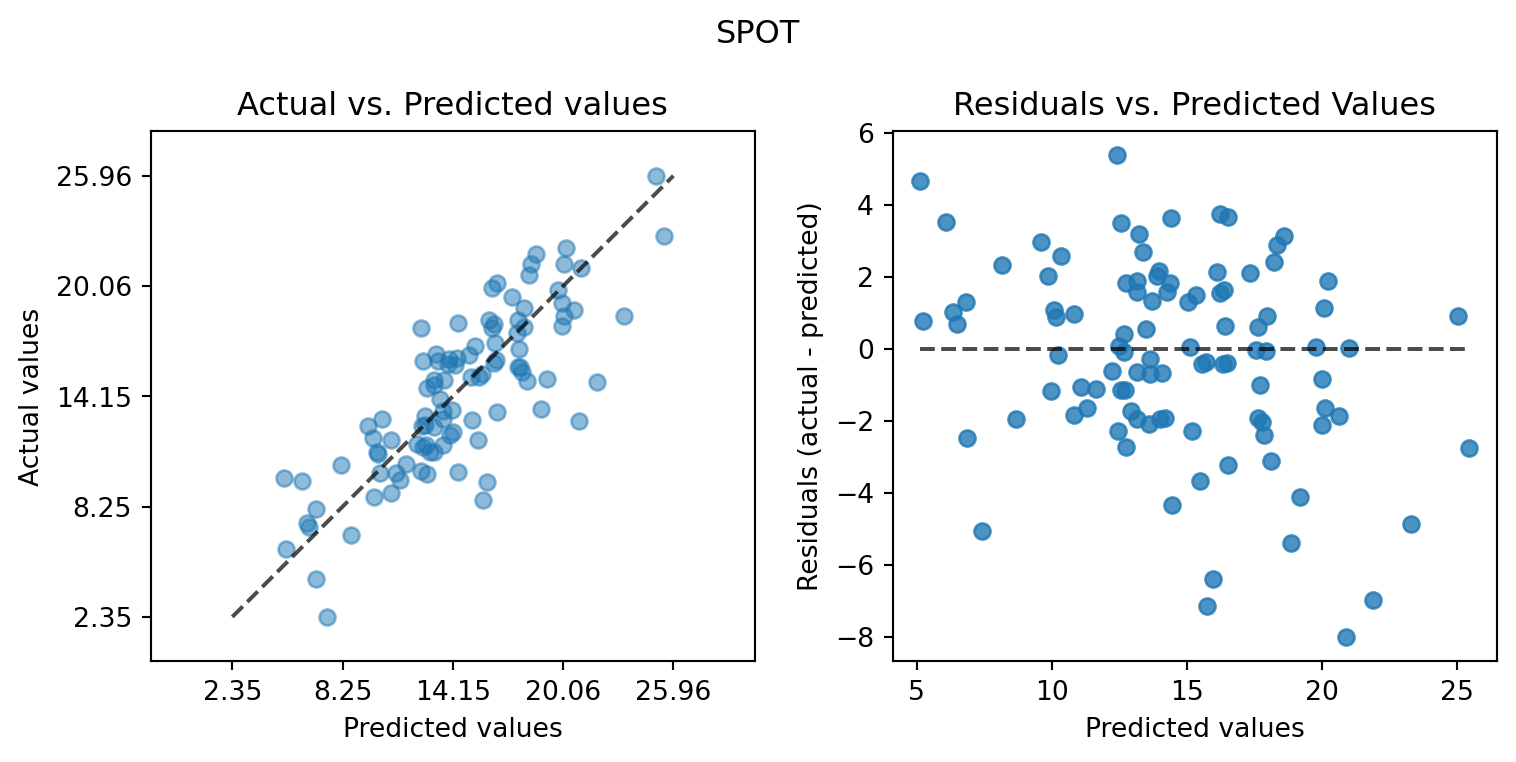 SPOT
Actual vs. Predicted values
25.96
20.06
14.15
8.25
2.35
Actual values
2.35 8.25 14.15 20.06 25.96
Predicted values
Residuals vs. Predicted Values
6
4
2
0
−2
−4
−6
−8
Residuals (actual - predicted)
5 10 15 20 25
Predicted values